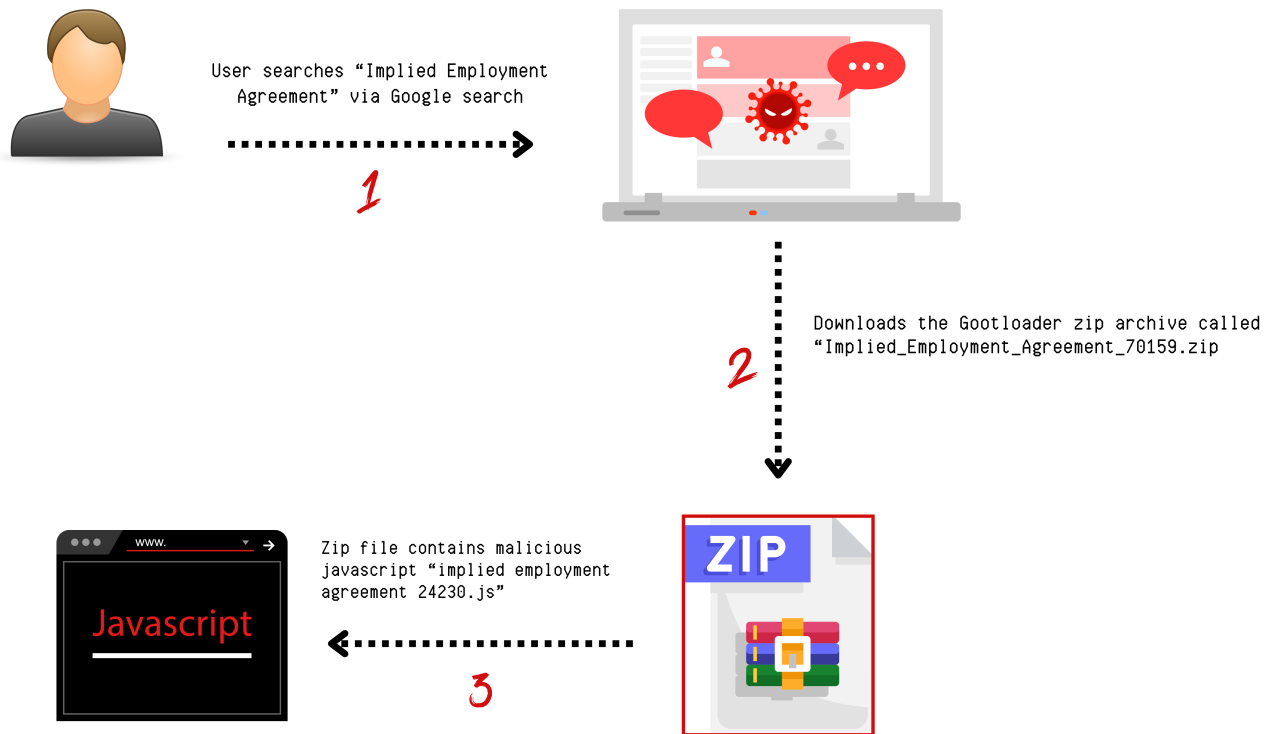 User searches “Implied Employment
Agreement” via Google search
1
Downloads the Gootloader zip archive called
“Implied_Employment_Agreement_70159.zip
2
ZIP
www.
Javascript
Zip file contains malicious
javascript “implied employment
agreement 24230.js”
3